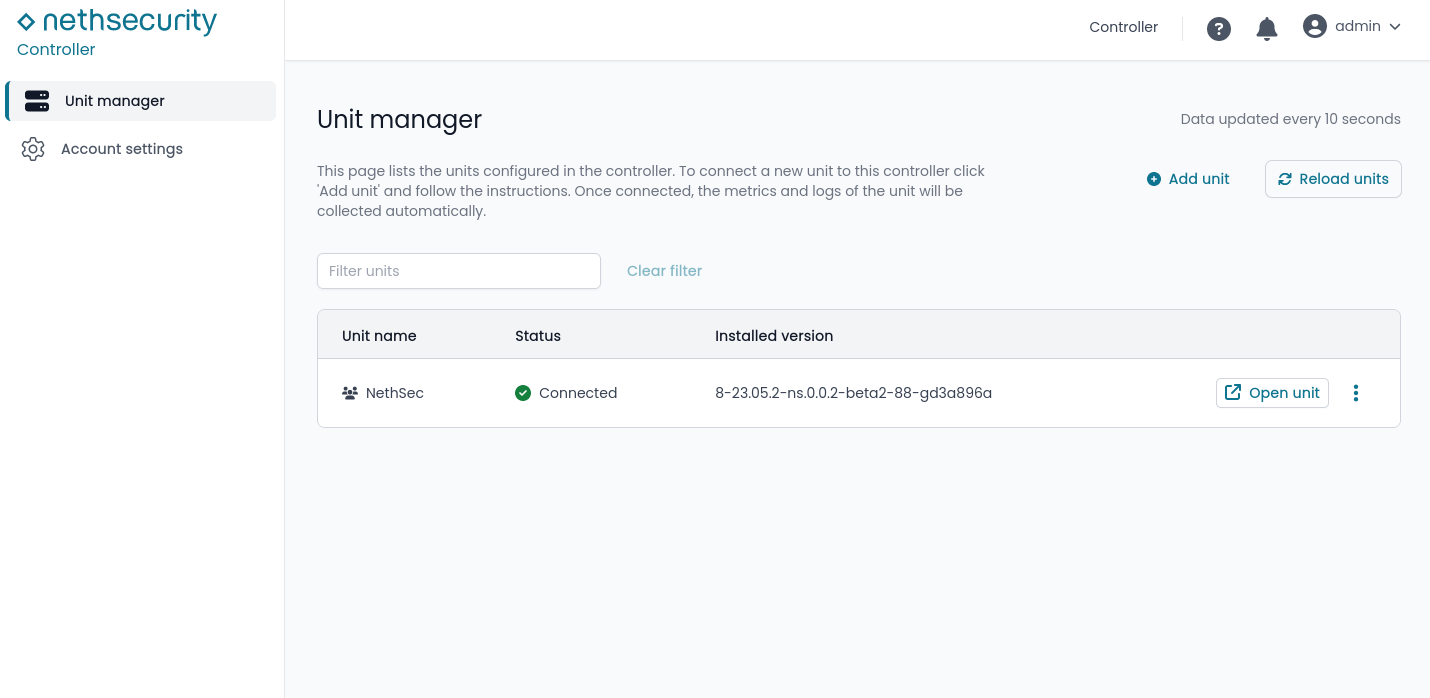 nethsecurity
Controller
Unit manager
Account settings
Controller
admin
Unit manager
Data updated every 10 seconds
This page lists the units configured in the controller. To connect a new unit to this controller click
'Add unit' and follow the instructions. Once connected, the metrics and logs of the unit will be
collected automatically.
Add unit
Reload units
Filter units
Clear filter
Unit name Status Installed version
NethSec Connected 8-23.05.2-ns.0.0.2-beta2-88-gd3a896a Open unit